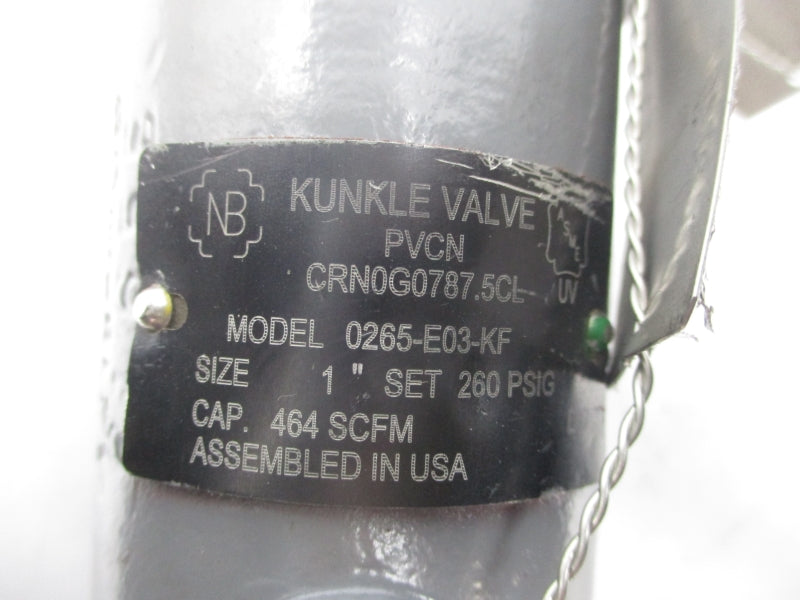 NB
KUNKLE VALVE
ASME
PVCN
CRN0G0787.5CL
UV
MODEL 0265-E03-KF
SIZE 1 " SET 260 PSIG
CAP. 464 SCFM
ASSEMBLED IN USA